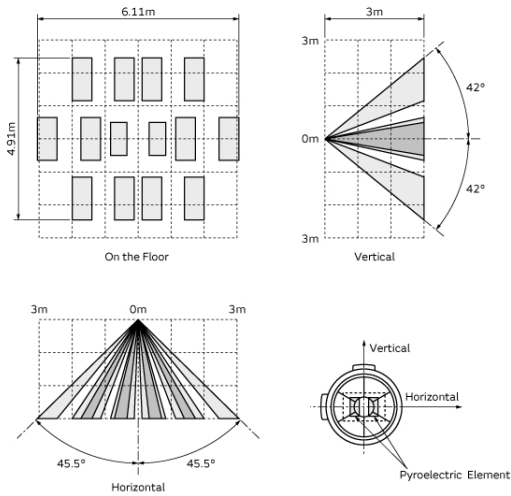 6.11m
4.91m
On the Floor
3m
3m
0m
3m
42°
42°
Vertical
3m
0m
3m
45.5°
45.5°
Horizontal
Vertical
Horizontal
Pyroelectric Element